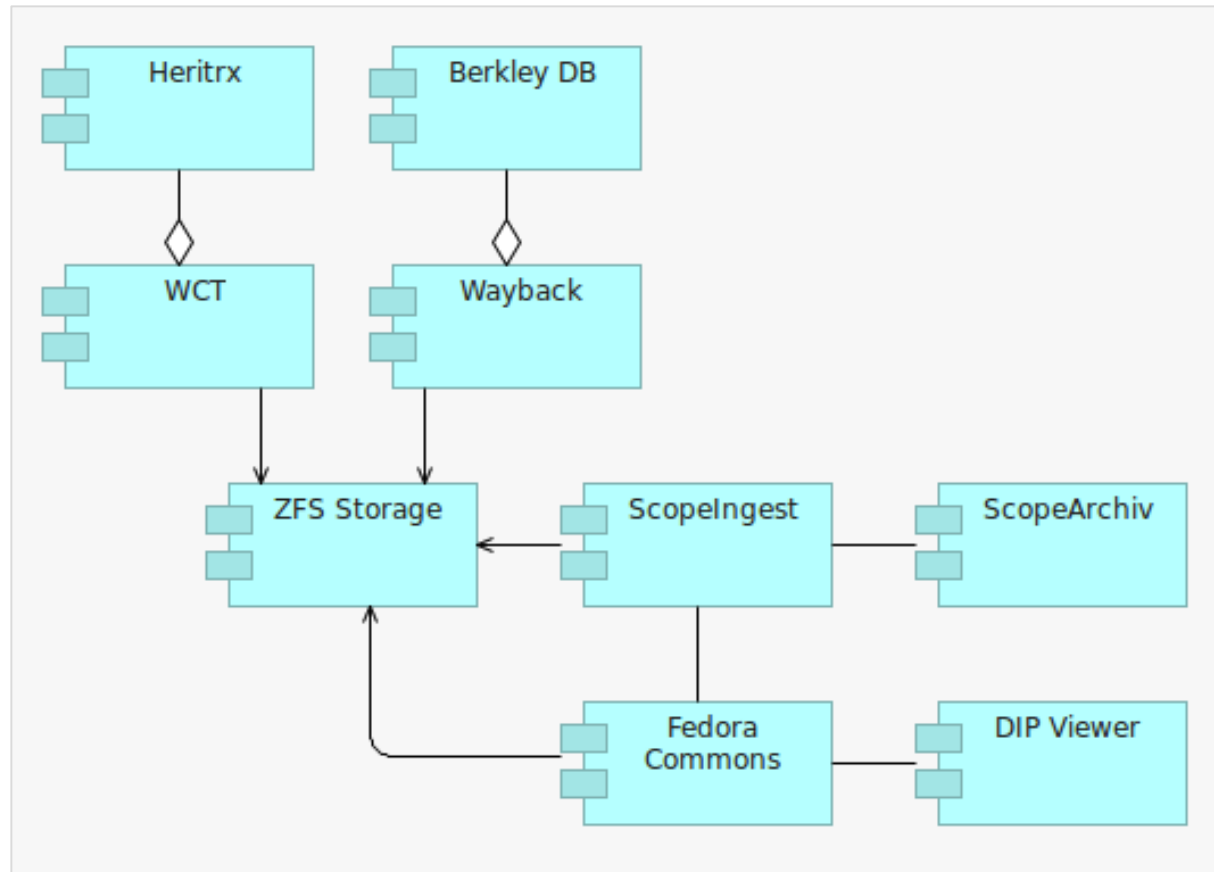 Heritrx
Berkley DB
WCT
Wayback
ZFS Storage
ScopeIngest
ScopeArchiv
Fedora
Commons
DIP Viewer